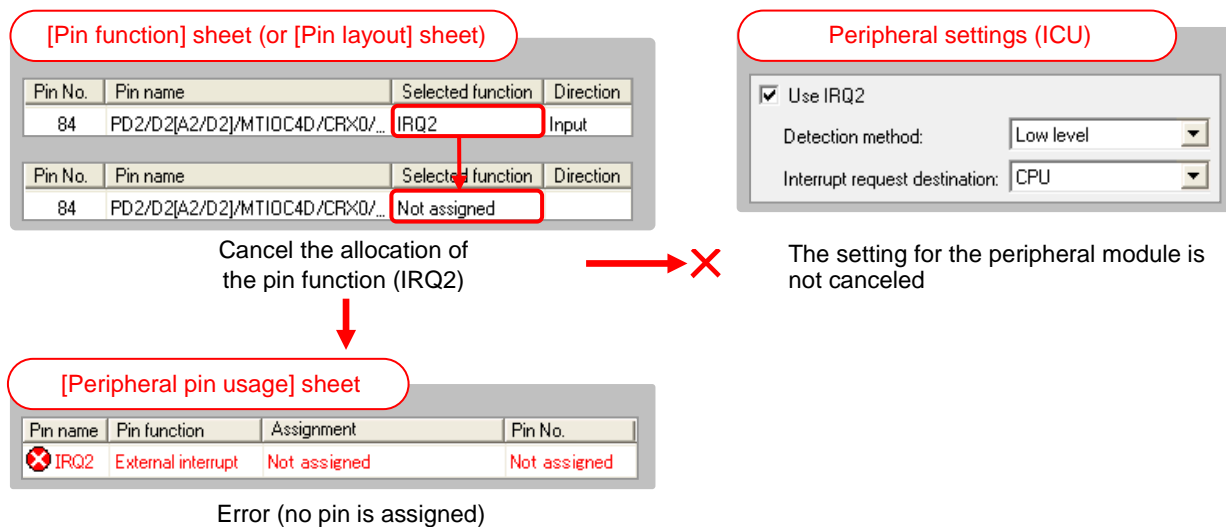 [Pin function] sheet (or [Pin layout] sheet)
Pin No. Pin name Selected function Direction
84 PD2/D2[A2/D2]/MTIOC4D/CRX0/... IRQ2 Input
Pin No. Pin name Selected function Direction
84 PD2/D2[A2/D2]/MTIOC4D/CRX0/... Not assigned
Cancel the allocation of
the pin function (IRQ2)
Peripheral settings (ICU)
Use IRQ2
Detection method: Low level
Interrupt request destination: CPU
The setting for the peripheral module is
not canceled
[Peripheral pin usage] sheet
Pin name Pin function Assignment Pin No.
IRQ2 External interrupt Not assigned Not assigned
Error (no pin is assigned)